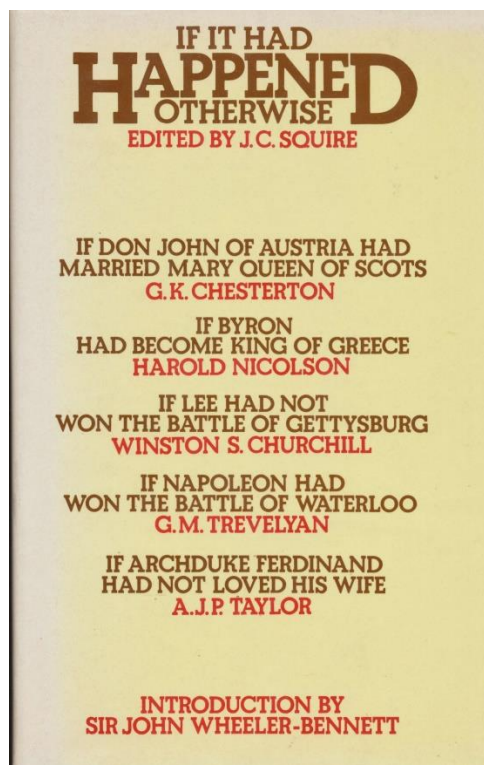 IF IT HAD
HAPPENED
OTHERWISE
EDITED BY J.C. SQUIRE
IF DON JOHN OF AUSTRIA HAD
MARRIED MARY QUEEN OF SCOTS
G.K. CHESTERTON
IF BYRON
HAD BECOME KING OF GREECE
HAROLD NICOLSON
IF LEE HAD NOT
WON THE BATTLE OF GETTYSBURG
WINSTON S. CHURCHILL
IF NAPOLEON HAD
WON THE BATTLE OF WATERLOO
G.M. TREVELYAN
IF ARCHDUKE FERDINAND
HAD NOT LOVED HIS WIFE
A.J.P. TAYLOR
INTRODUCTION BY
SIR JOHN WHEELER-BENNETT